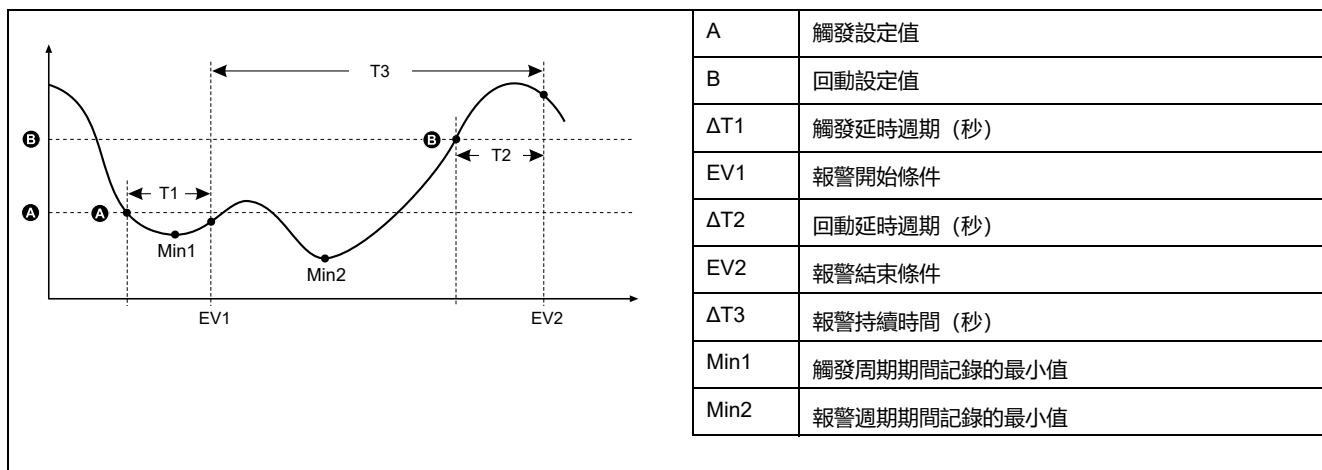 T3
B
B
T2
T1
A
A
Min1
Min2
EV1
EV2
A 觸發設定值
B 回動設定值
ΔT1 觸發延時週期 (秒)
EV1 報警開始條件
ΔT2 回動延時週期 (秒)
EV2 報警結束條件
ΔT3 報警持續時間 (秒)
Min1 觸發周期期間記錄的最小值
Min2 報警週期期間記錄的最小值